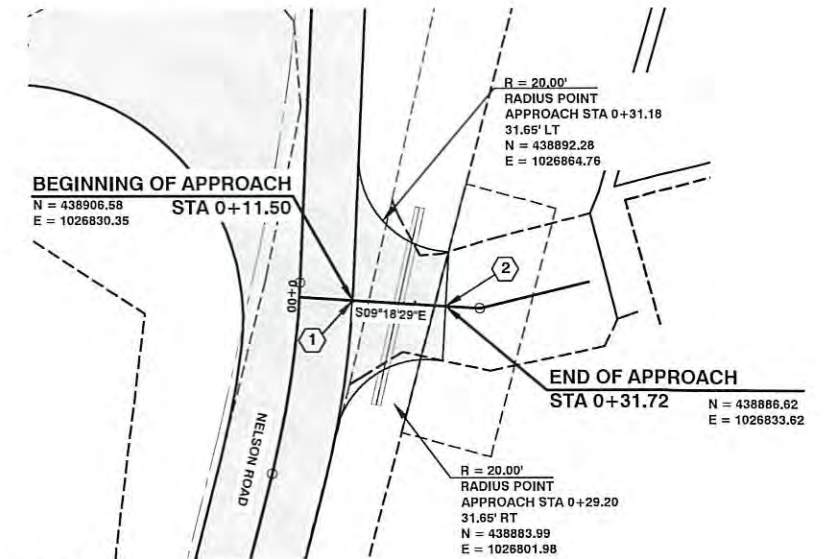 R = 20.00'
RADIUS POINT
APPROACH STA 0+31.18
31.65' LT
N = 438892.28
E = 1026864.76
BEGINNING OF APPROACH
STA 0+11.50
N = 438906.58
E = 1026830.35
0+00
S09°18'29"E
1
2
END OF APPROACH
STA 0+31.72
N = 438886.62
E = 1026833.62
NELSON ROAD
R = 20.00'
RADIUS POINT
APPROACH STA 0+29.20
31.65' RT
N = 438883.99
E = 1026801.98